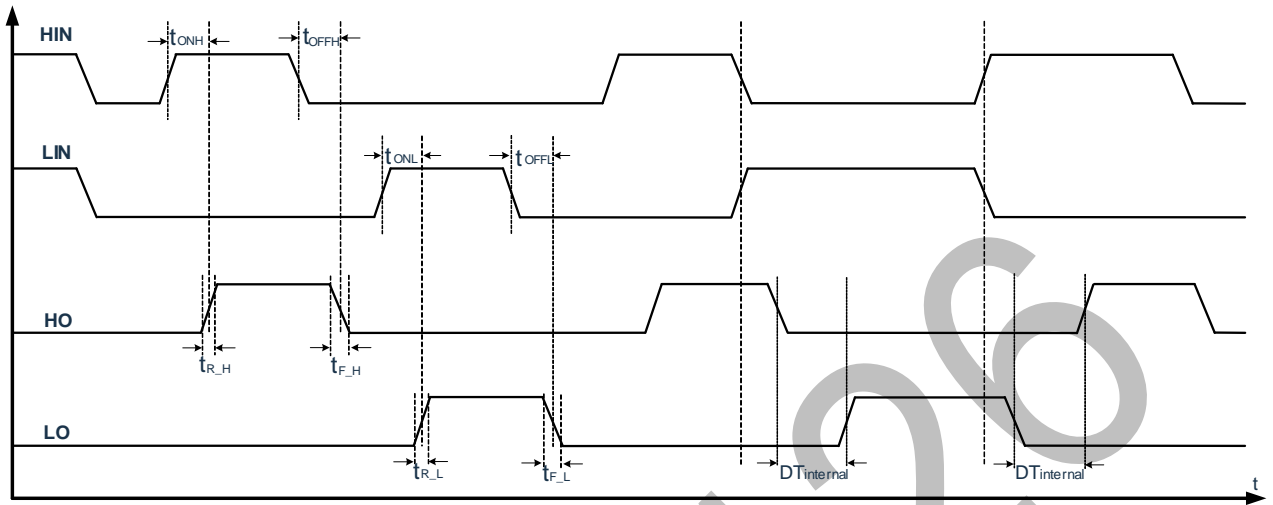 HIN
tONH
tOFFH
LIN
tONL
tOFFL
HO
tR_H
tF_H
LO
tR_L
tF_L
DTinternal
DTinternal
t